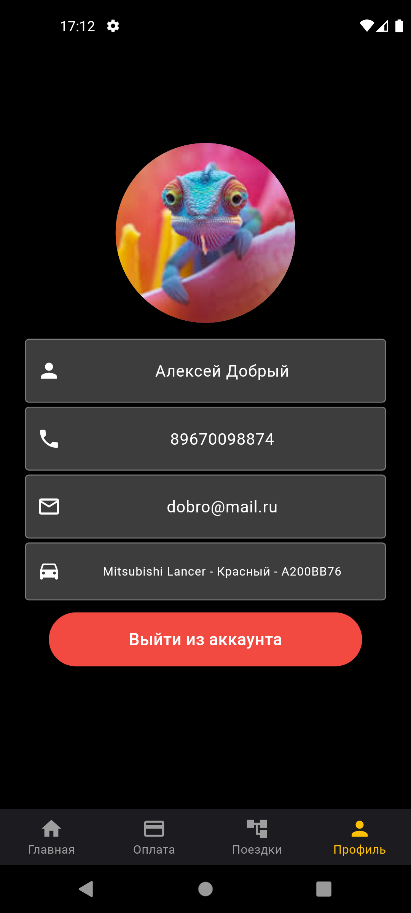 17:12
Алексей Добрый
89670098874
dobro@mail.ru
Mitsubishi Lancer - Красный - А200ВВ76
Выйти из аккаунта
Главная Оплата Поездки Профиль